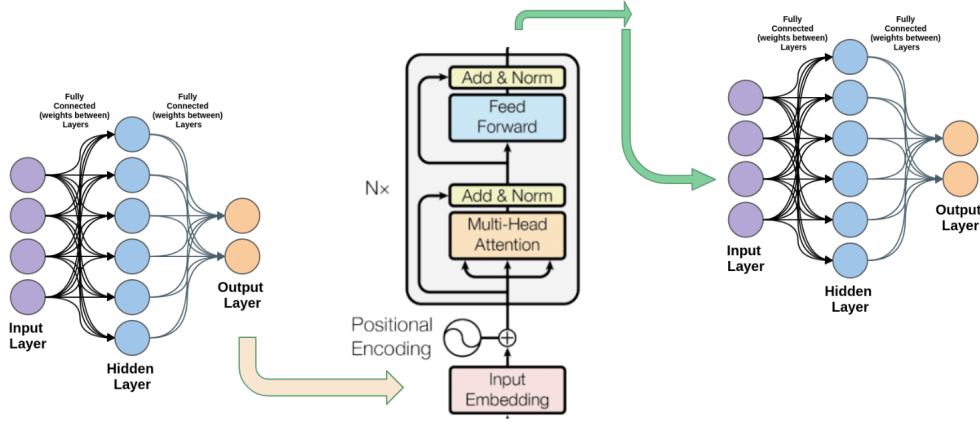 Fully
Connected
(weights between)
Layers
Fully
Connected
(weights between)
Layers
Input
Layer
Hidden
Layer
Output
Layer
Add & Norm
Feed
Forward
N×
Add & Norm
Multi-Head
Attention
Positional
Encoding
Input
Embedding
Fully
Connected
(weights between)
Layers
Fully
Connected
(weights between)
Layers
Input
Layer
Hidden
Layer
Output
Layer